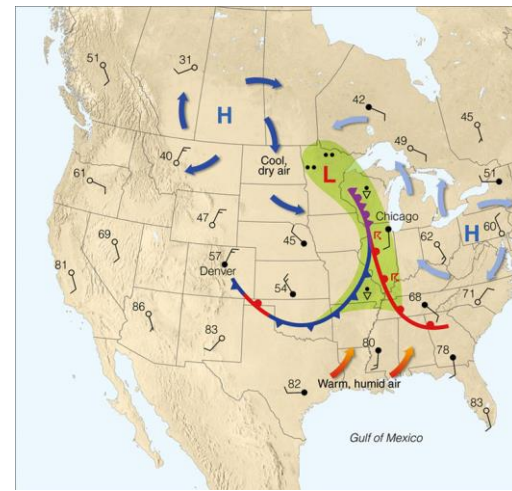 51
31
H
42
45
40
Cool,
dry air
49
61
L
51
Chicago
47
H
60
69
57
45
62
Denver
81
54
68
71
86
83
80
78
Warm, humid air
82
83
Gulf of Mexico